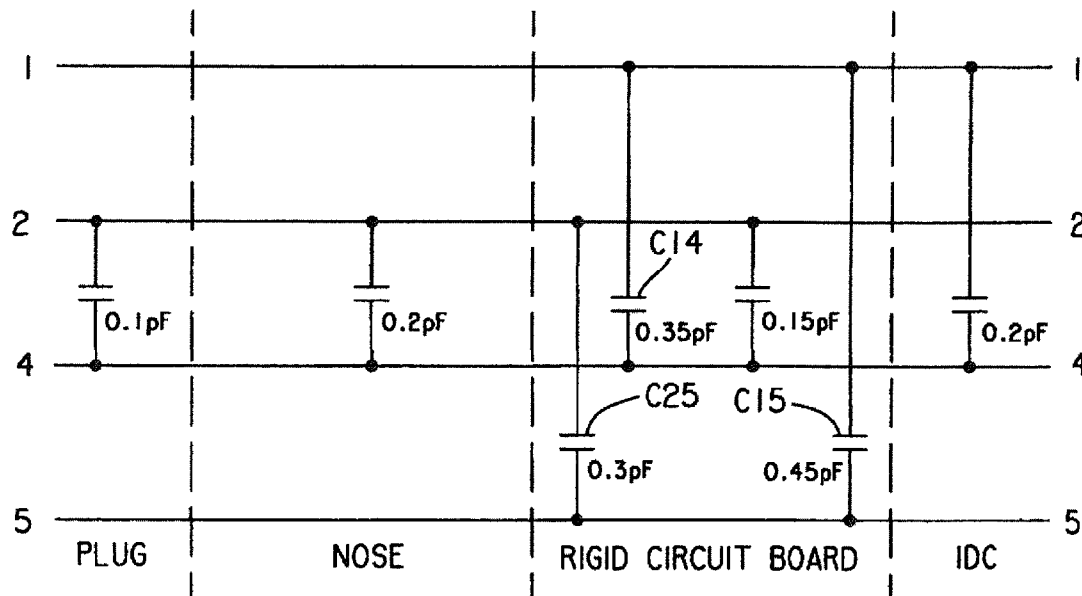 1 1
2 2
C14
0.1pF 0.2pF 0.35pF 0.15pF 0.2pF
4 4
C25 C15
0.3pF 0.45pF
5 5
PLUG NOSE RIGID CIRCUIT BOARD IDC